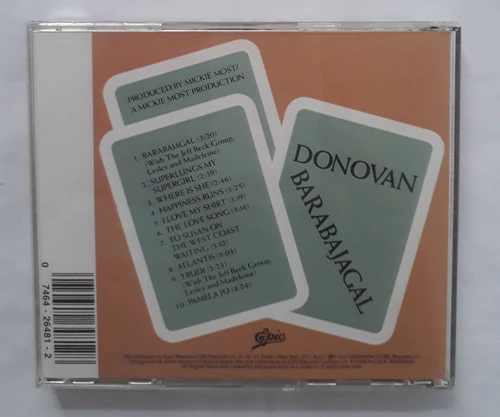 PRODUCED BY MICKIE MOST/
A MICKIE MOST PRODUCTION
1. BARABAJAGAL (3:20)
(With The Jeff Beck Group,
Lesley and Madeleine)
2. SUPERLUNGS MY
SUPERGIRL (2:39)
3. WHERE IS SHE (2:46)
4. HAPPINESS RUNS (3:25)
5. I LOVE MY SHIRT (3:19)
6. THE LOVE SONG (3:14)
7. TO SUSAN ON
THE WEST COAST
WAITING (3:12)
8. ATLANTIS (5:03)
9. TRUDI (2:23)
(With The Jeff Beck Group,
Lesley and Madeleine)
10. PAMELA JO (4:24)
DONOVAN
BARABAJAGAL
0 7464-26481-2
Epic